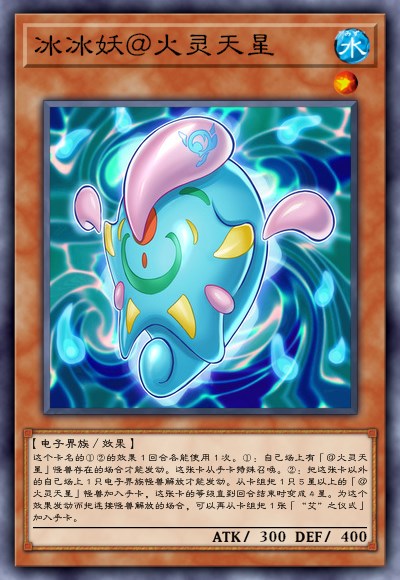 冰冰妖@火灵天星
水
【电子界族/效果】
这个卡名的①②的效果1回合各能使用1次。①：自己场上有「@火灵天
星」怪兽存在的场合才能发动。这张卡从手卡特殊召唤。②：把这张卡以外
的自己场上1只电子界族怪兽解放才能发动。从卡组把1只5星以上的「@
火灵天星」怪兽加入手卡，这张卡的等级直到回合结束时变成4星。为这个
效果发动而把连接怪兽解放的场合，可以再从卡组把1张「“艾”之仪式」
加入手卡。
ATK/ 300 DEF/ 400